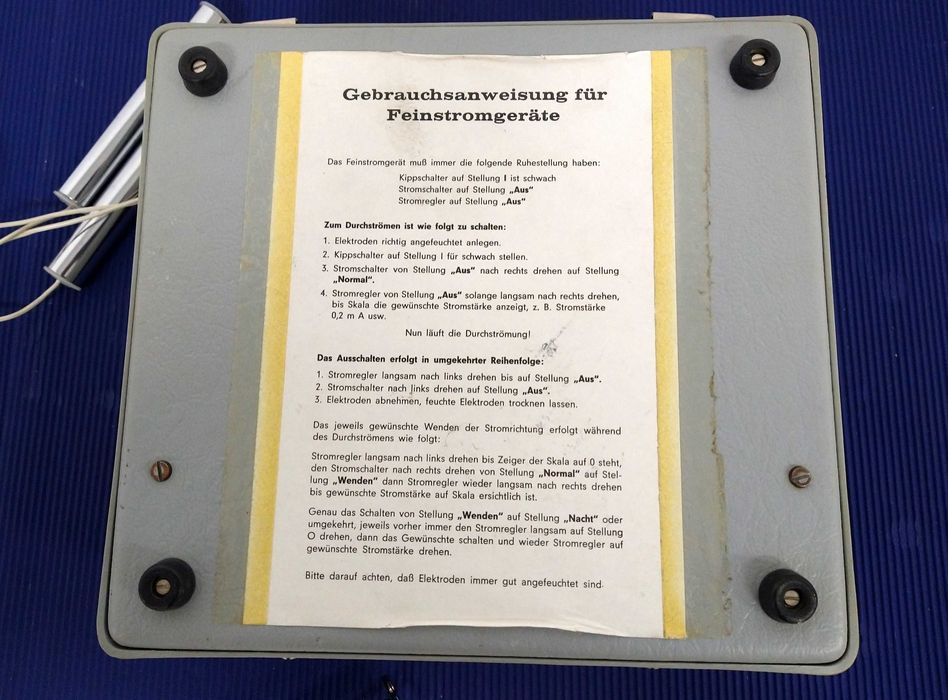 Gebrauchsanweisung für
Feinstromgeräte
Das Feinstromgerät muß immer die folgende Ruhestellung haben:
Kippschalter auf Stellung I ist schwach
Stromschalter auf Stellung „Aus“
Stromregler auf Stellung „Aus“
Zum Durchströmen ist wie folgt zu schalten:
1. Elektroden richtig angefeuchtet anlegen.
2. Kippschalter auf Stellung I für schwach stellen.
3. Stromschalter von Stellung „Aus“ nach rechts drehen auf Stellung
„Normal“.
4. Stromregler von Stellung „Aus“ solange langsam nach rechts drehen,
bis Skala die gewünschte Stromstärke anzeigt, z. B. Stromstärke
0,2 m A usw.
Nun läuft die Durchströmung!
Das Ausschalten erfolgt in umgekehrter Reihenfolge:
1. Stromregler langsam nach links drehen bis auf Stellung „Aus“.
2. Stromschalter nach links drehen auf Stellung „Aus“.
3. Elektroden abnehmen, feuchte Elektroden trocknen lassen.
Das jeweils gewünschte Wenden der Stromrichtung erfolgt während
des Durchströmens wie folgt:
Stromregler langsam nach links drehen bis Zeiger der Skala auf 0 steht,
den Stromschalter nach rechts drehen von Stellung „Normal“ auf Stel-
lung „Wenden“ dann Stromregler wieder langsam nach rechts drehen
bis gewünschte Stromstärke auf Skala ersichtlich ist.
Genau das Schalten von Stellung „Wenden“ auf Stellung „Nacht“ oder
umgekehrt, jeweils vorher immer den Stromregler langsam auf Stellung
O drehen, dann das Gewünschte schalten und wieder Stromregler auf
gewünschte Stromstärke drehen.
Bitte darauf achten, daß Elektroden immer gut angefeuchtet sind.